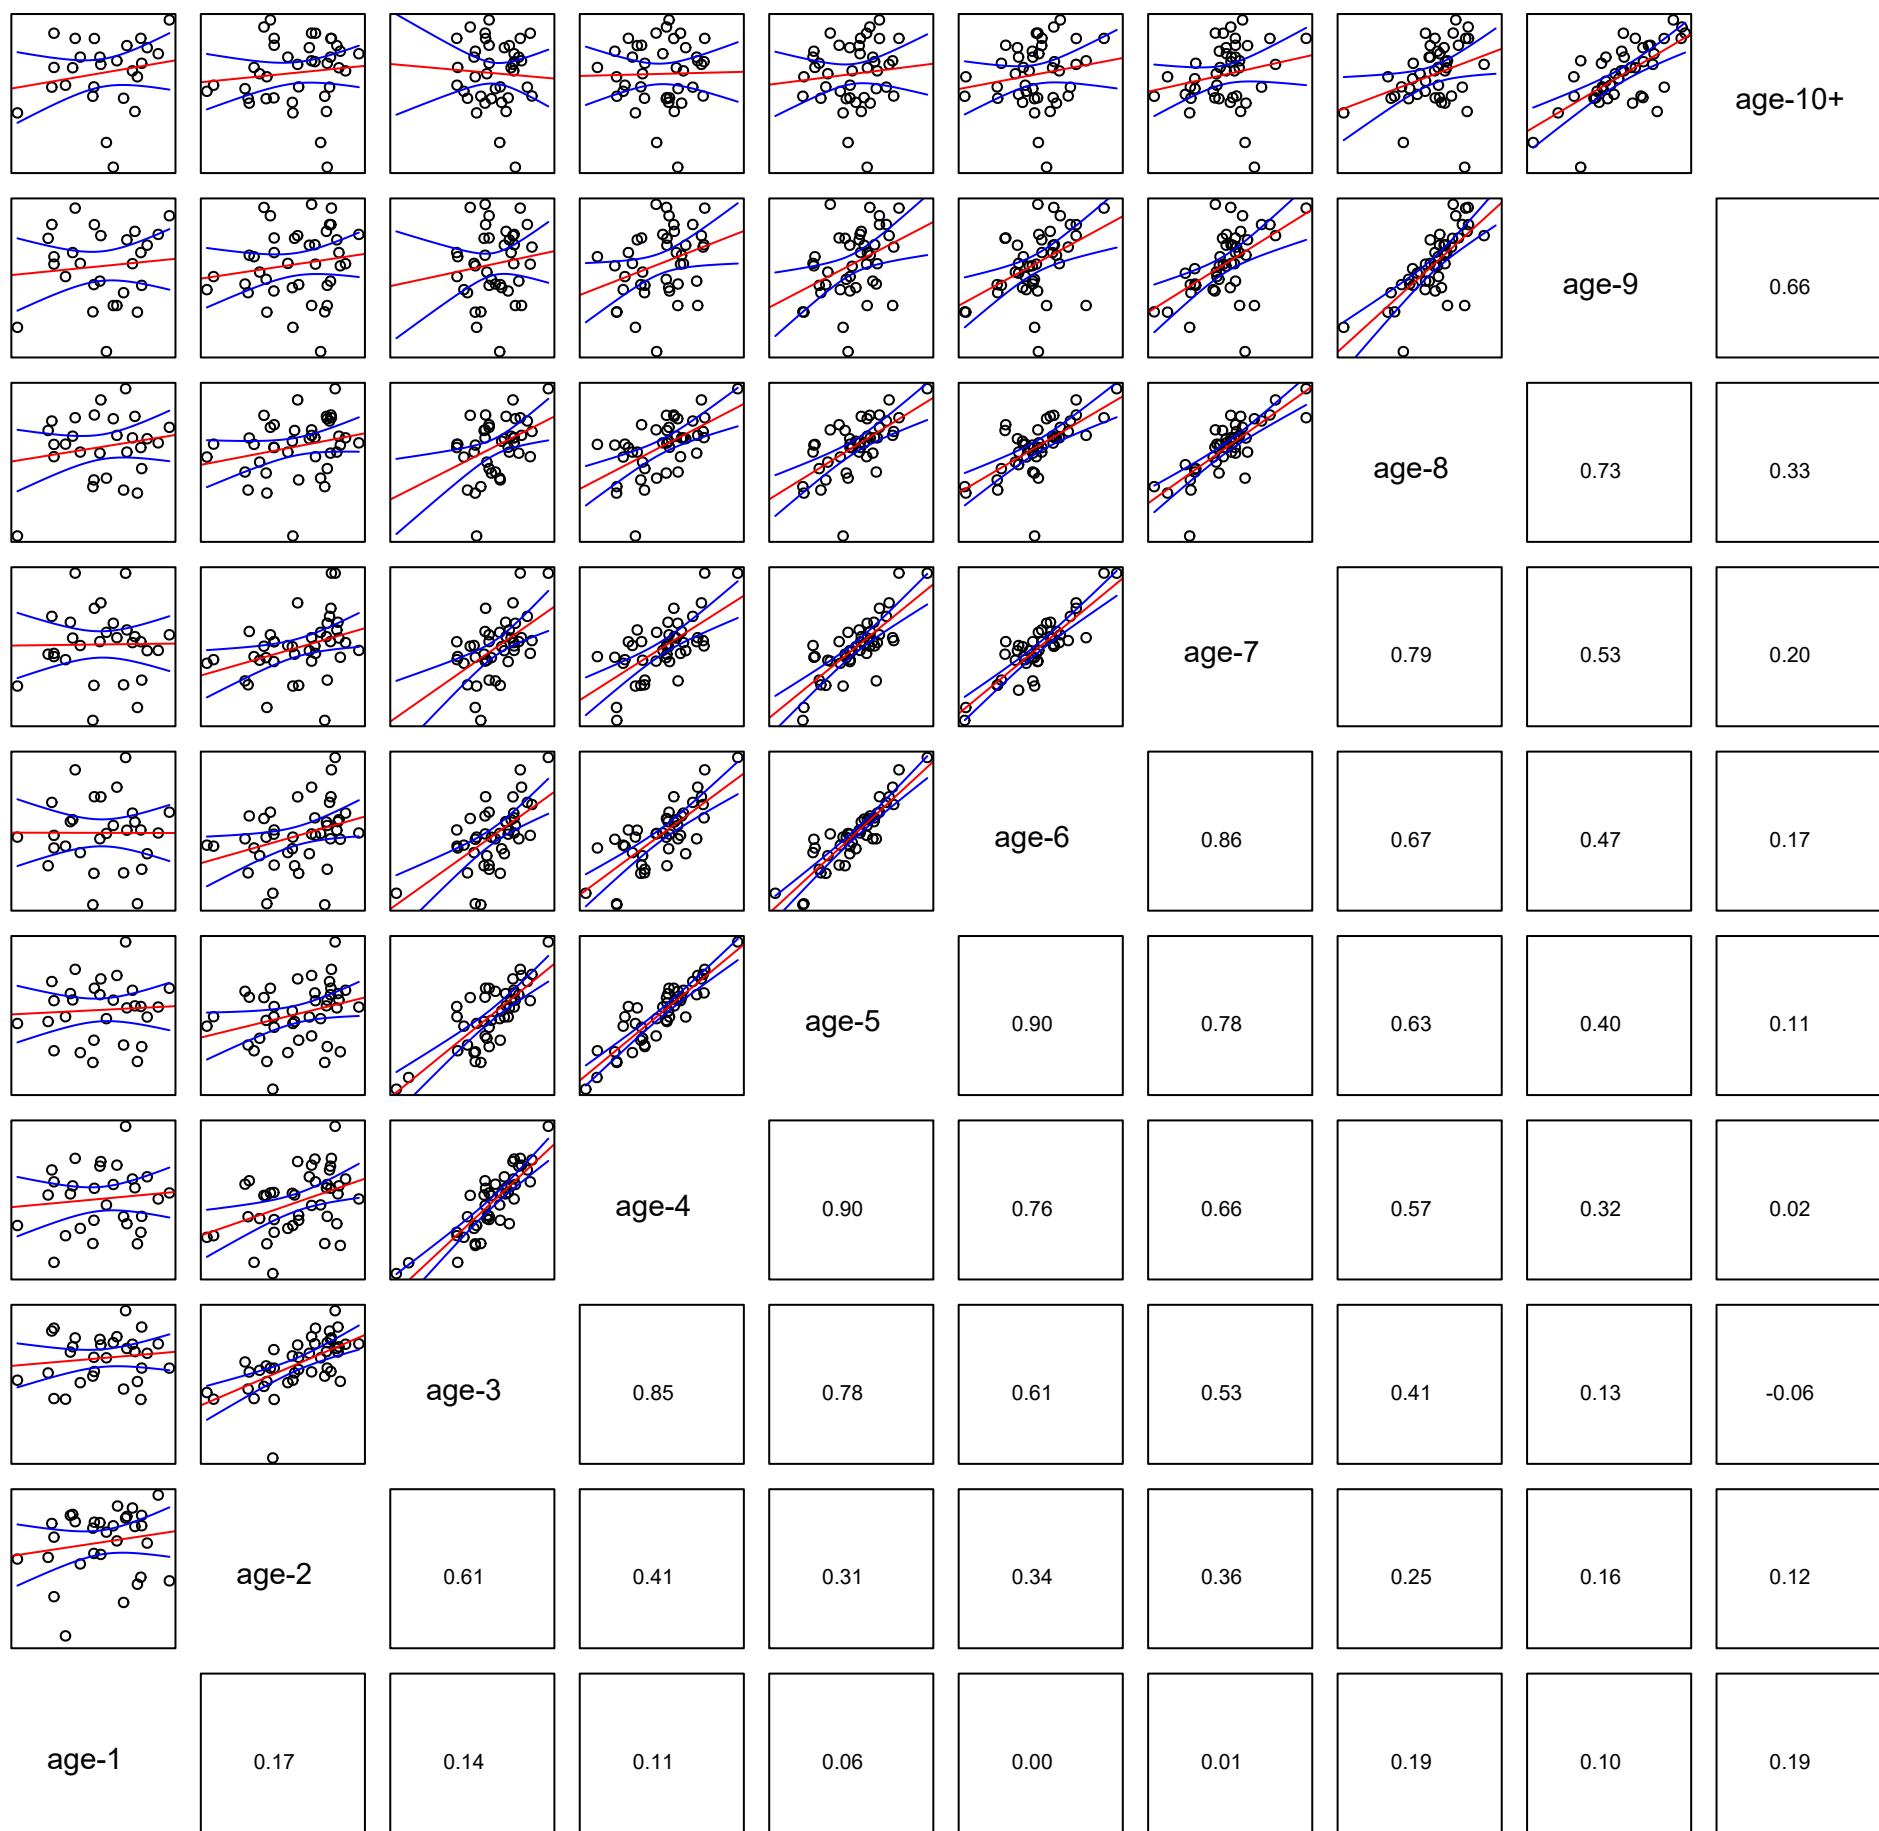 age-10+
age-9 0.66
age-8 0.73 0.33
age-7 0.79 0.53 0.20
age-6 0.86 0.67 0.47 0.17
age-5 0.90 0.78 0.63 0.40 0.11
age-4 0.90 0.76 0.66 0.57 0.32 0.02
age-3 0.85 0.78 0.61 0.53 0.41 0.13 -0.06
age-2 0.61 0.41 0.31 0.34 0.36 0.25 0.16 0.12
age-1 0.17 0.14 0.11 0.06 0.00 0.01 0.19 0.10 0.19